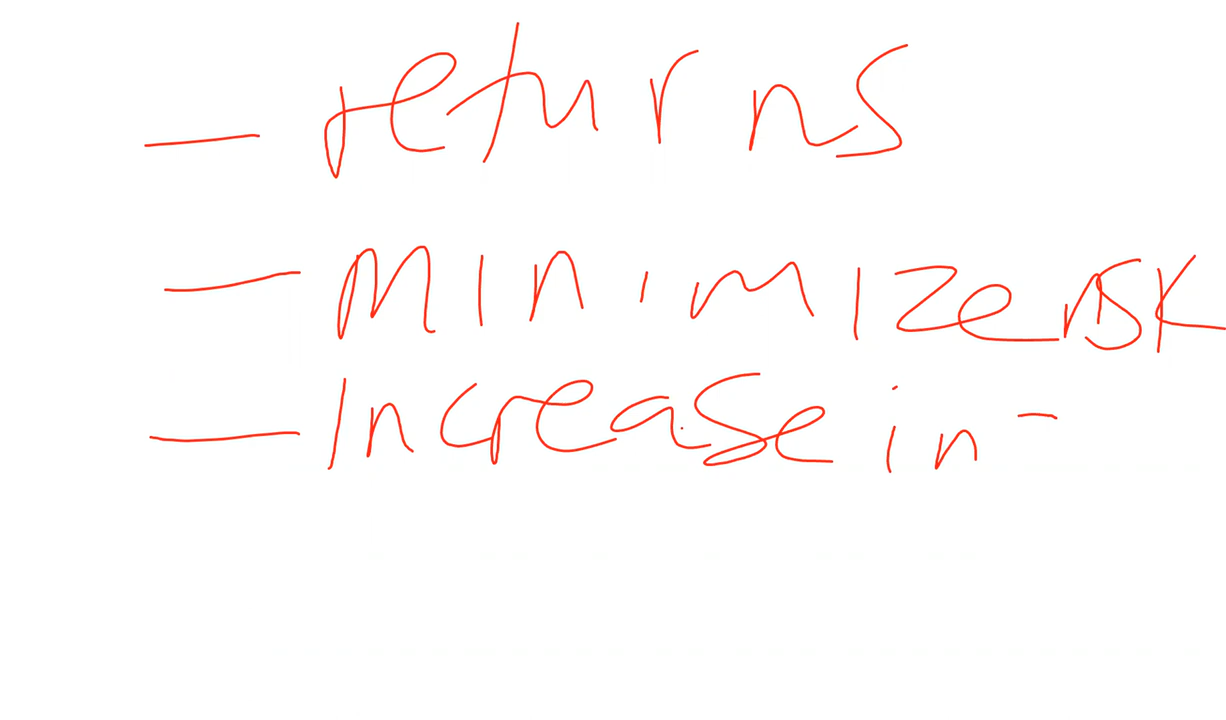 - returns
- Minimize risk
- Increase in -